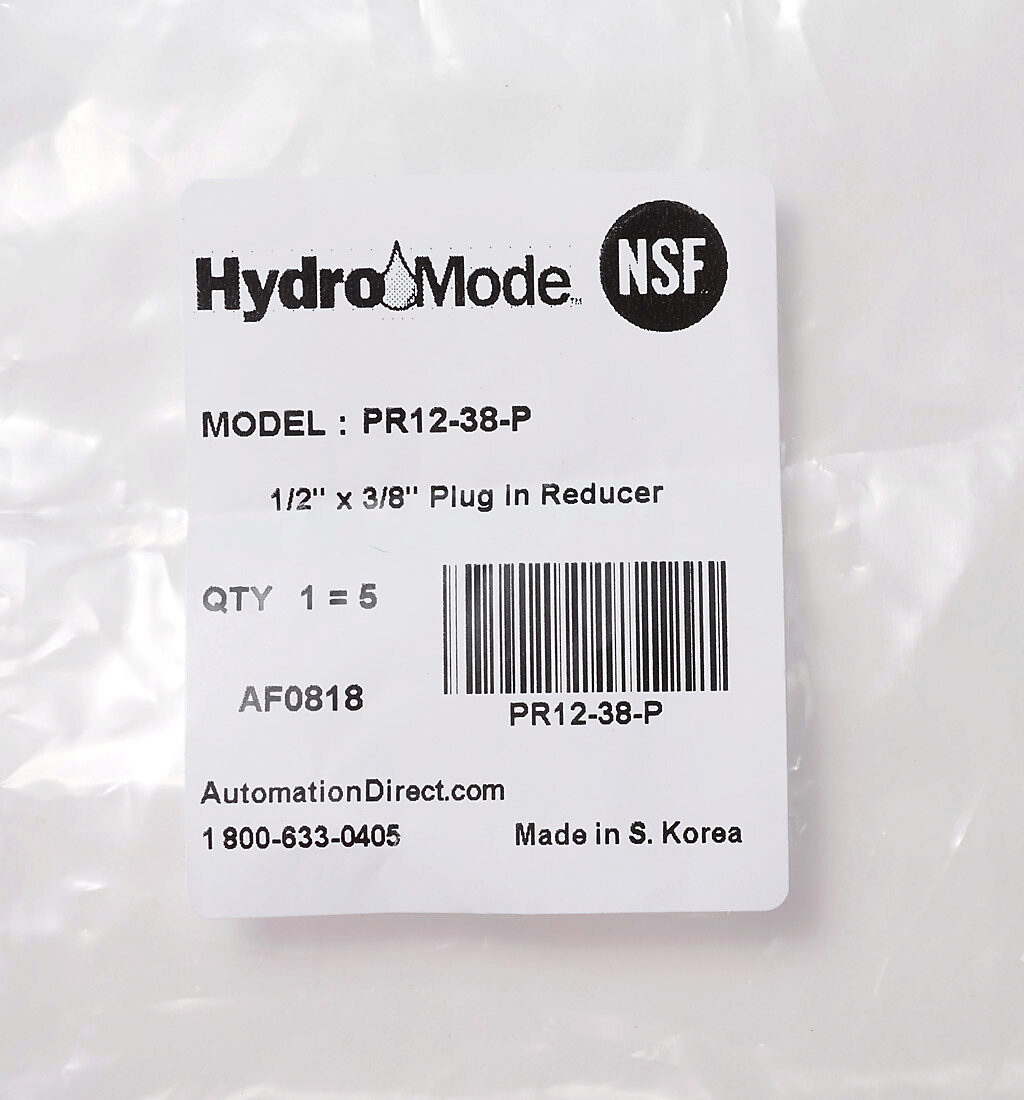 HydroMode™
NSF
MODEL : PR12-38-P
1/2" x 3/8" Plug in Reducer
QTY 1 = 5
AF0818
PR12-38-P
AutomationDirect.com
1 800-633-0405
Made in S. Korea